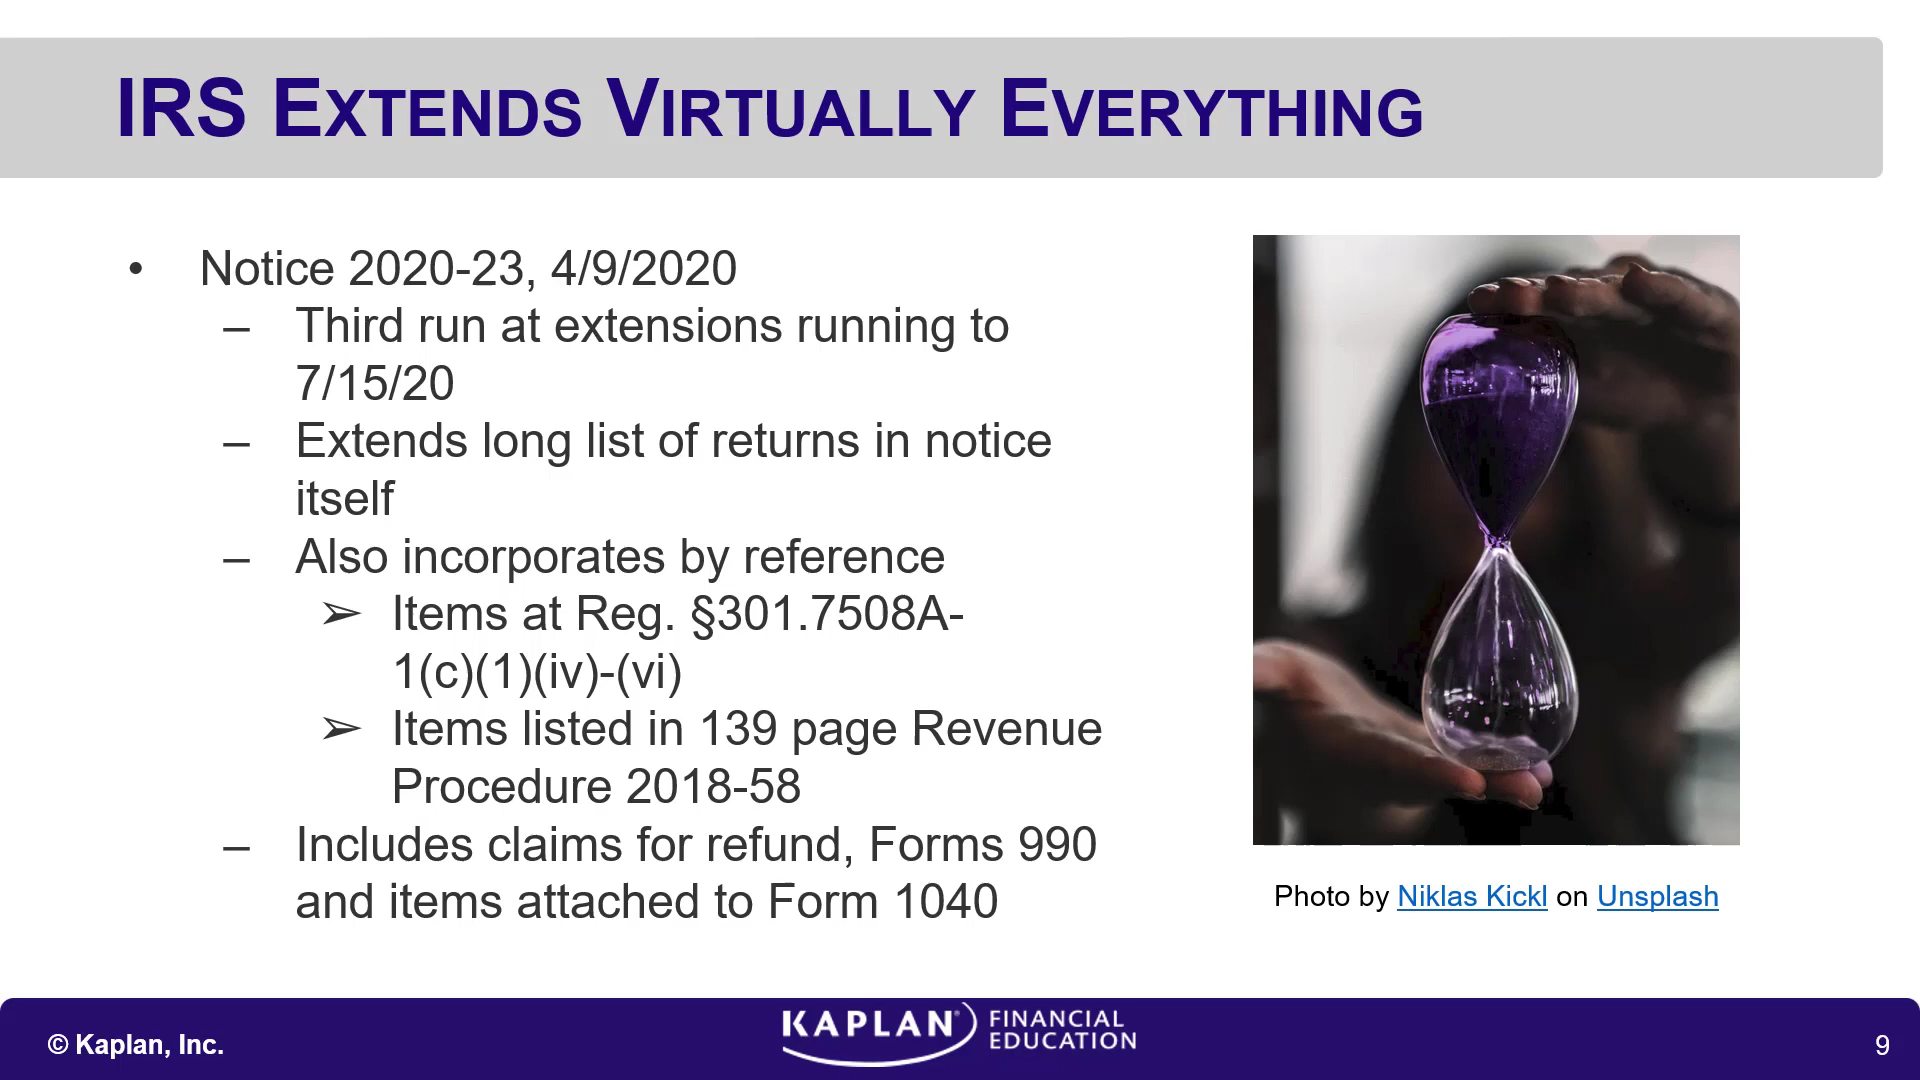 IRS EXTENDS VIRTUALLY EVERYTHING
• Notice 2020-23, 4/9/2020
– Third run at extensions running to
7/15/20
– Extends long list of returns in notice
itself
– Also incorporates by reference
➢ Items at Reg. §301.7508A-
1(c)(1)(iv)-(vi)
➢ Items listed in 139 page Revenue
Procedure 2018-58
– Includes claims for refund, Forms 990
and items attached to Form 1040
Photo by Niklas Kickl on Unsplash
© Kaplan, Inc.
KAPLAN® FINANCIAL
EDUCATION
9